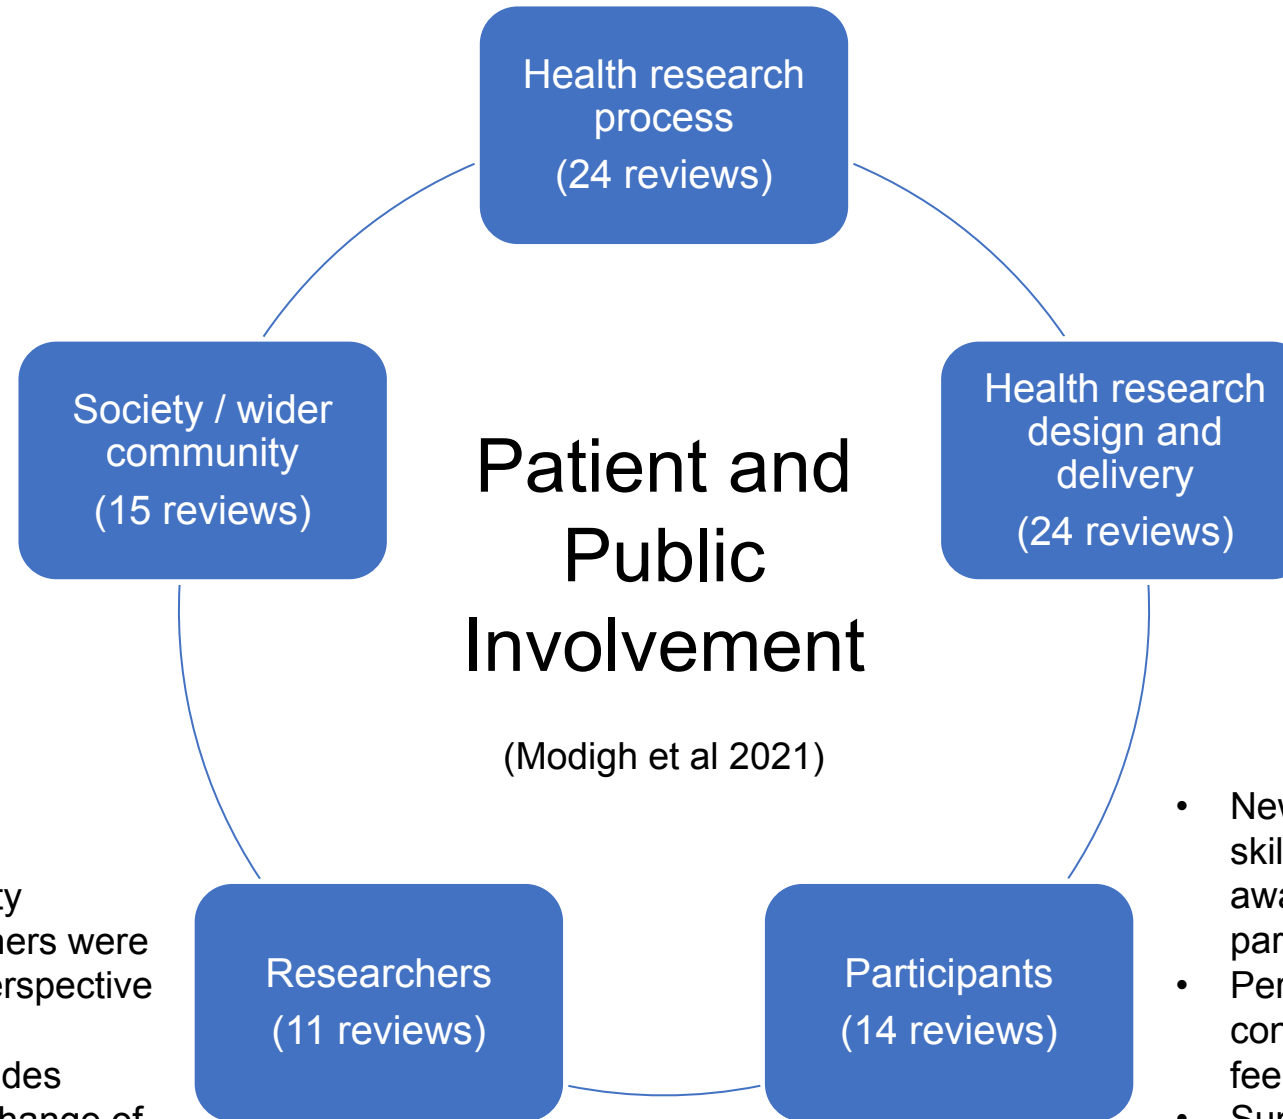 Health research
process
(24 reviews)
Society / wider
community
(15 reviews)
Health research
design and
delivery
(24 reviews)
Patient and
Public
Involvement
(Modigh et al 2021)
were
Researchers
(11 reviews)
Participants
(14 reviews)
•
•
•